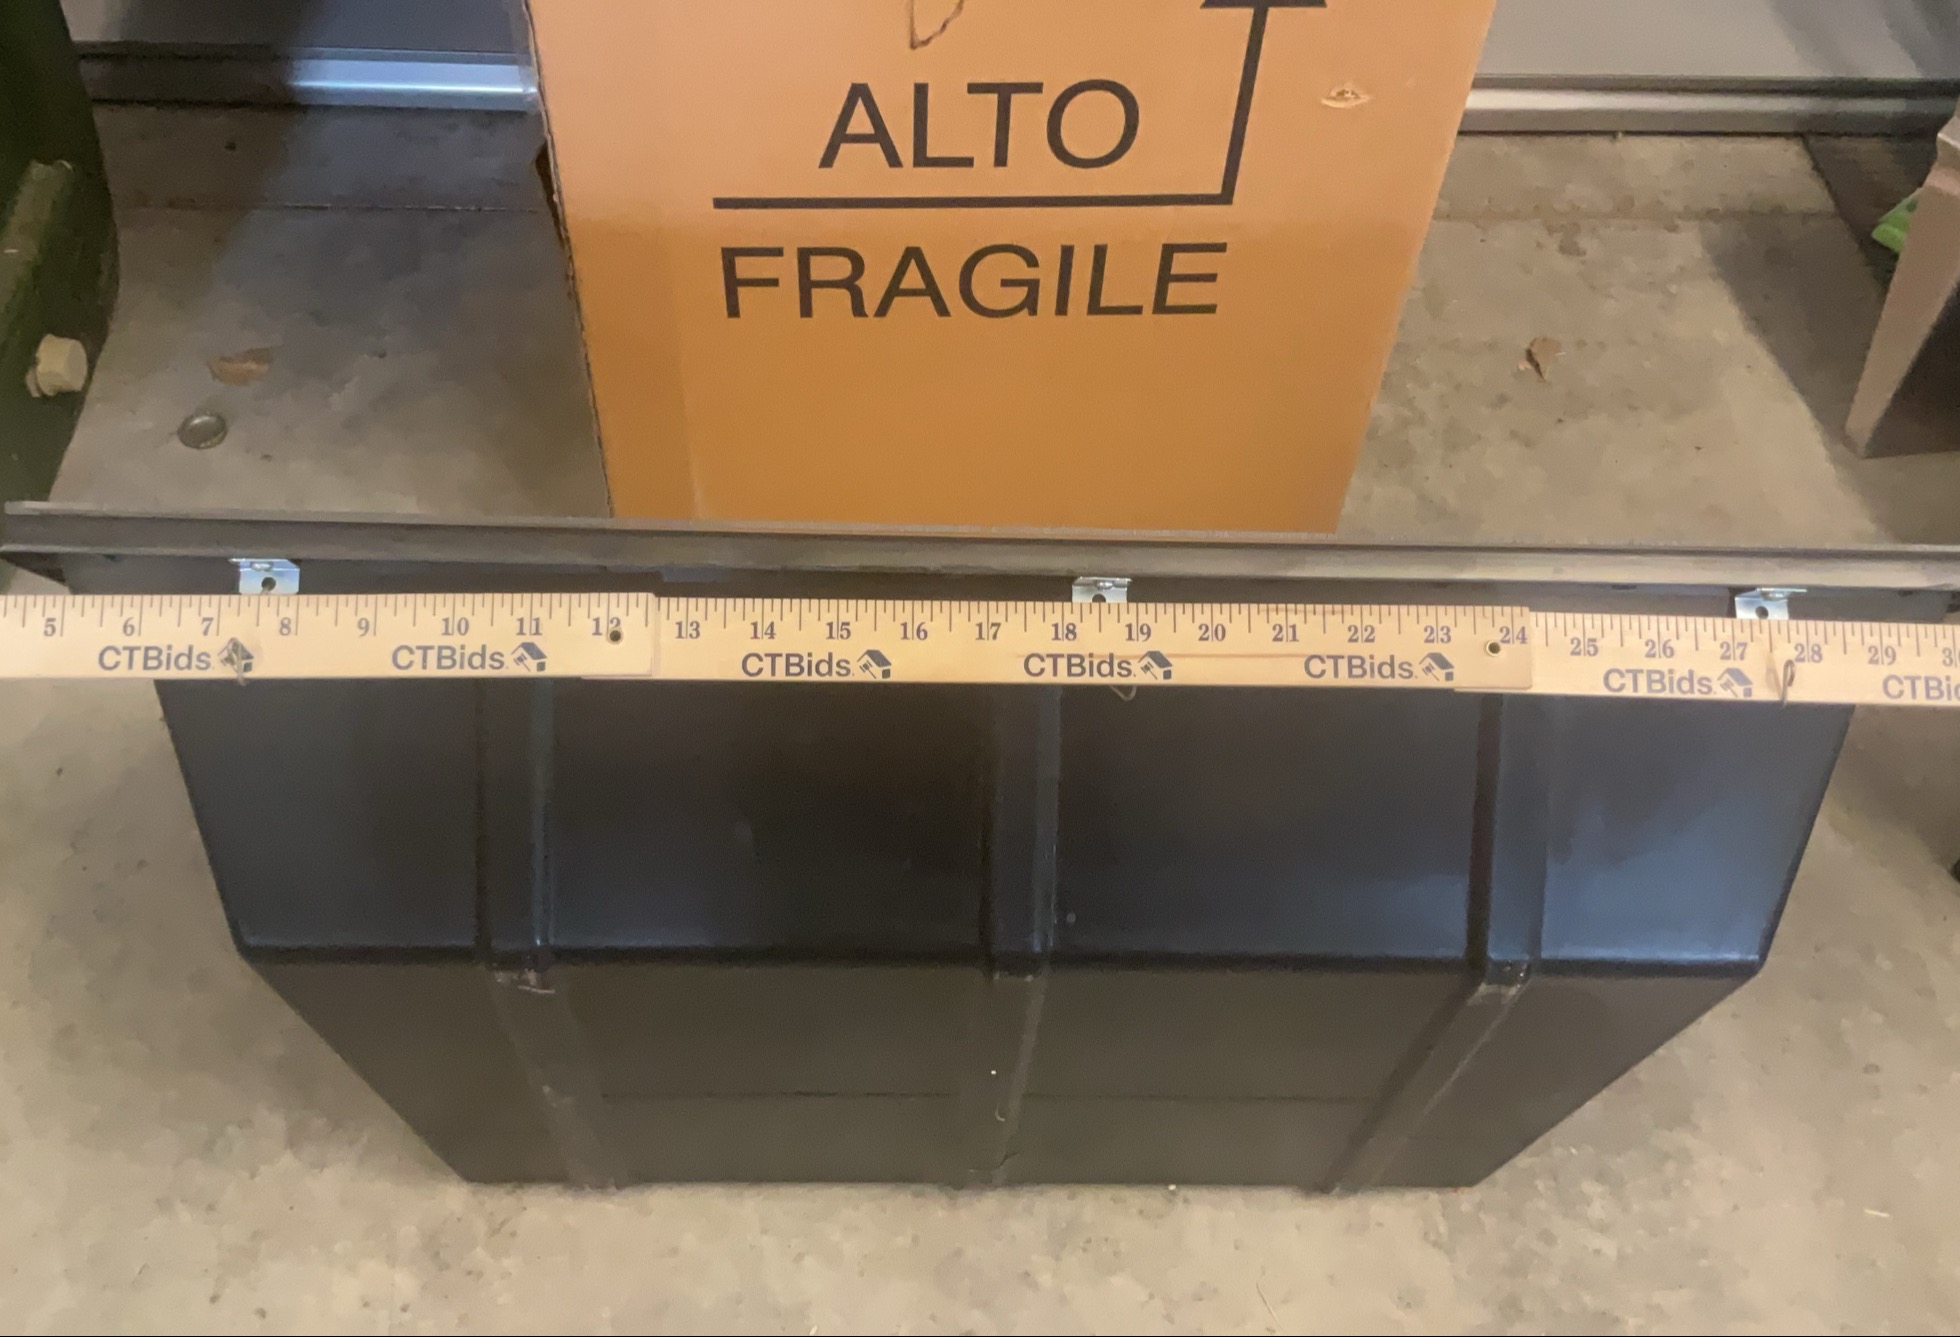 ALTO
FRAGILE
5 6 7 8 9 10 11 12 13 14 15 16 17 18 19 20 21 22 23 24 25 26 27 28 29
CTBids. CTBids. CTBids. CTBids. CTBids. CTBids.